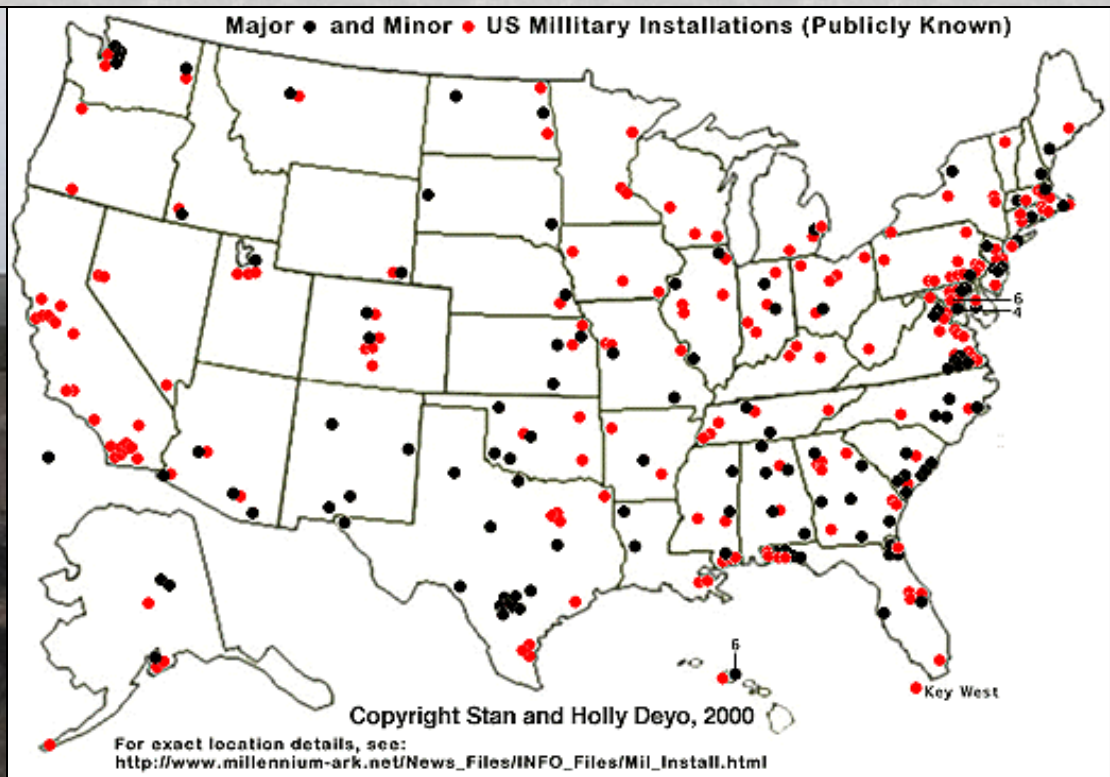 Major ● and Minor ● US Millitary Installations (Publicly Known)
6
4
6
Key West
Copyright Stan and Holly Deyo, 2000
For exact location details, see:
http://www.millennium-ark.net/News_Files/INFO_Files/Mil_Install.html